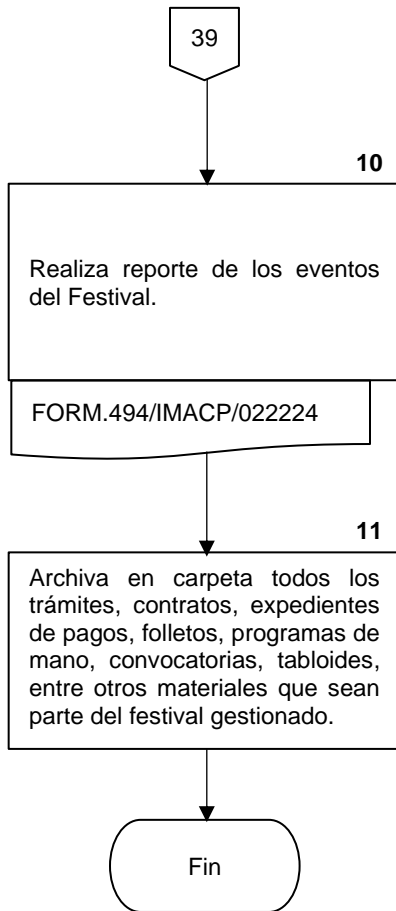 39
10
Realiza reporte de los eventos
del Festival.
FORM.494/IMACP/022224
11
Archiva en carpeta todos los
trámites, contratos, expedientes
de pagos, folletos, programas de
mano, convocatorias, tabloides,
entre otros materiales que sean
parte del festival gestionado.
Fin